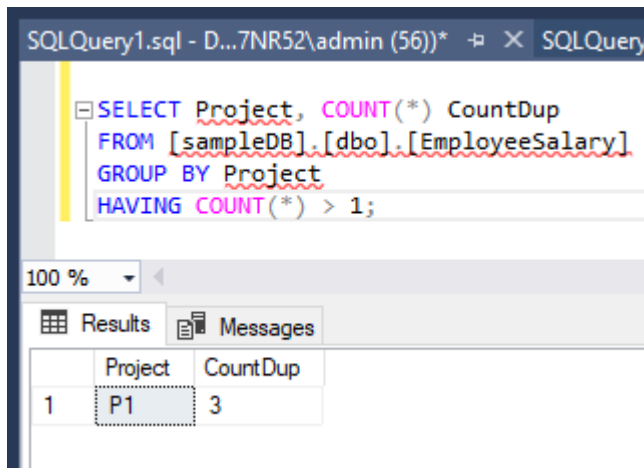 SQLQuery1.sql - D...7NR52\admin (56))* SQLQuery
SELECT Project, COUNT(*) CountDup
FROM [sampleDB].[dbo].[EmployeeSalary]
GROUP BY Project
HAVING COUNT(*) > 1;
100 %
Results Messages
Project CountDup
1 P1 3